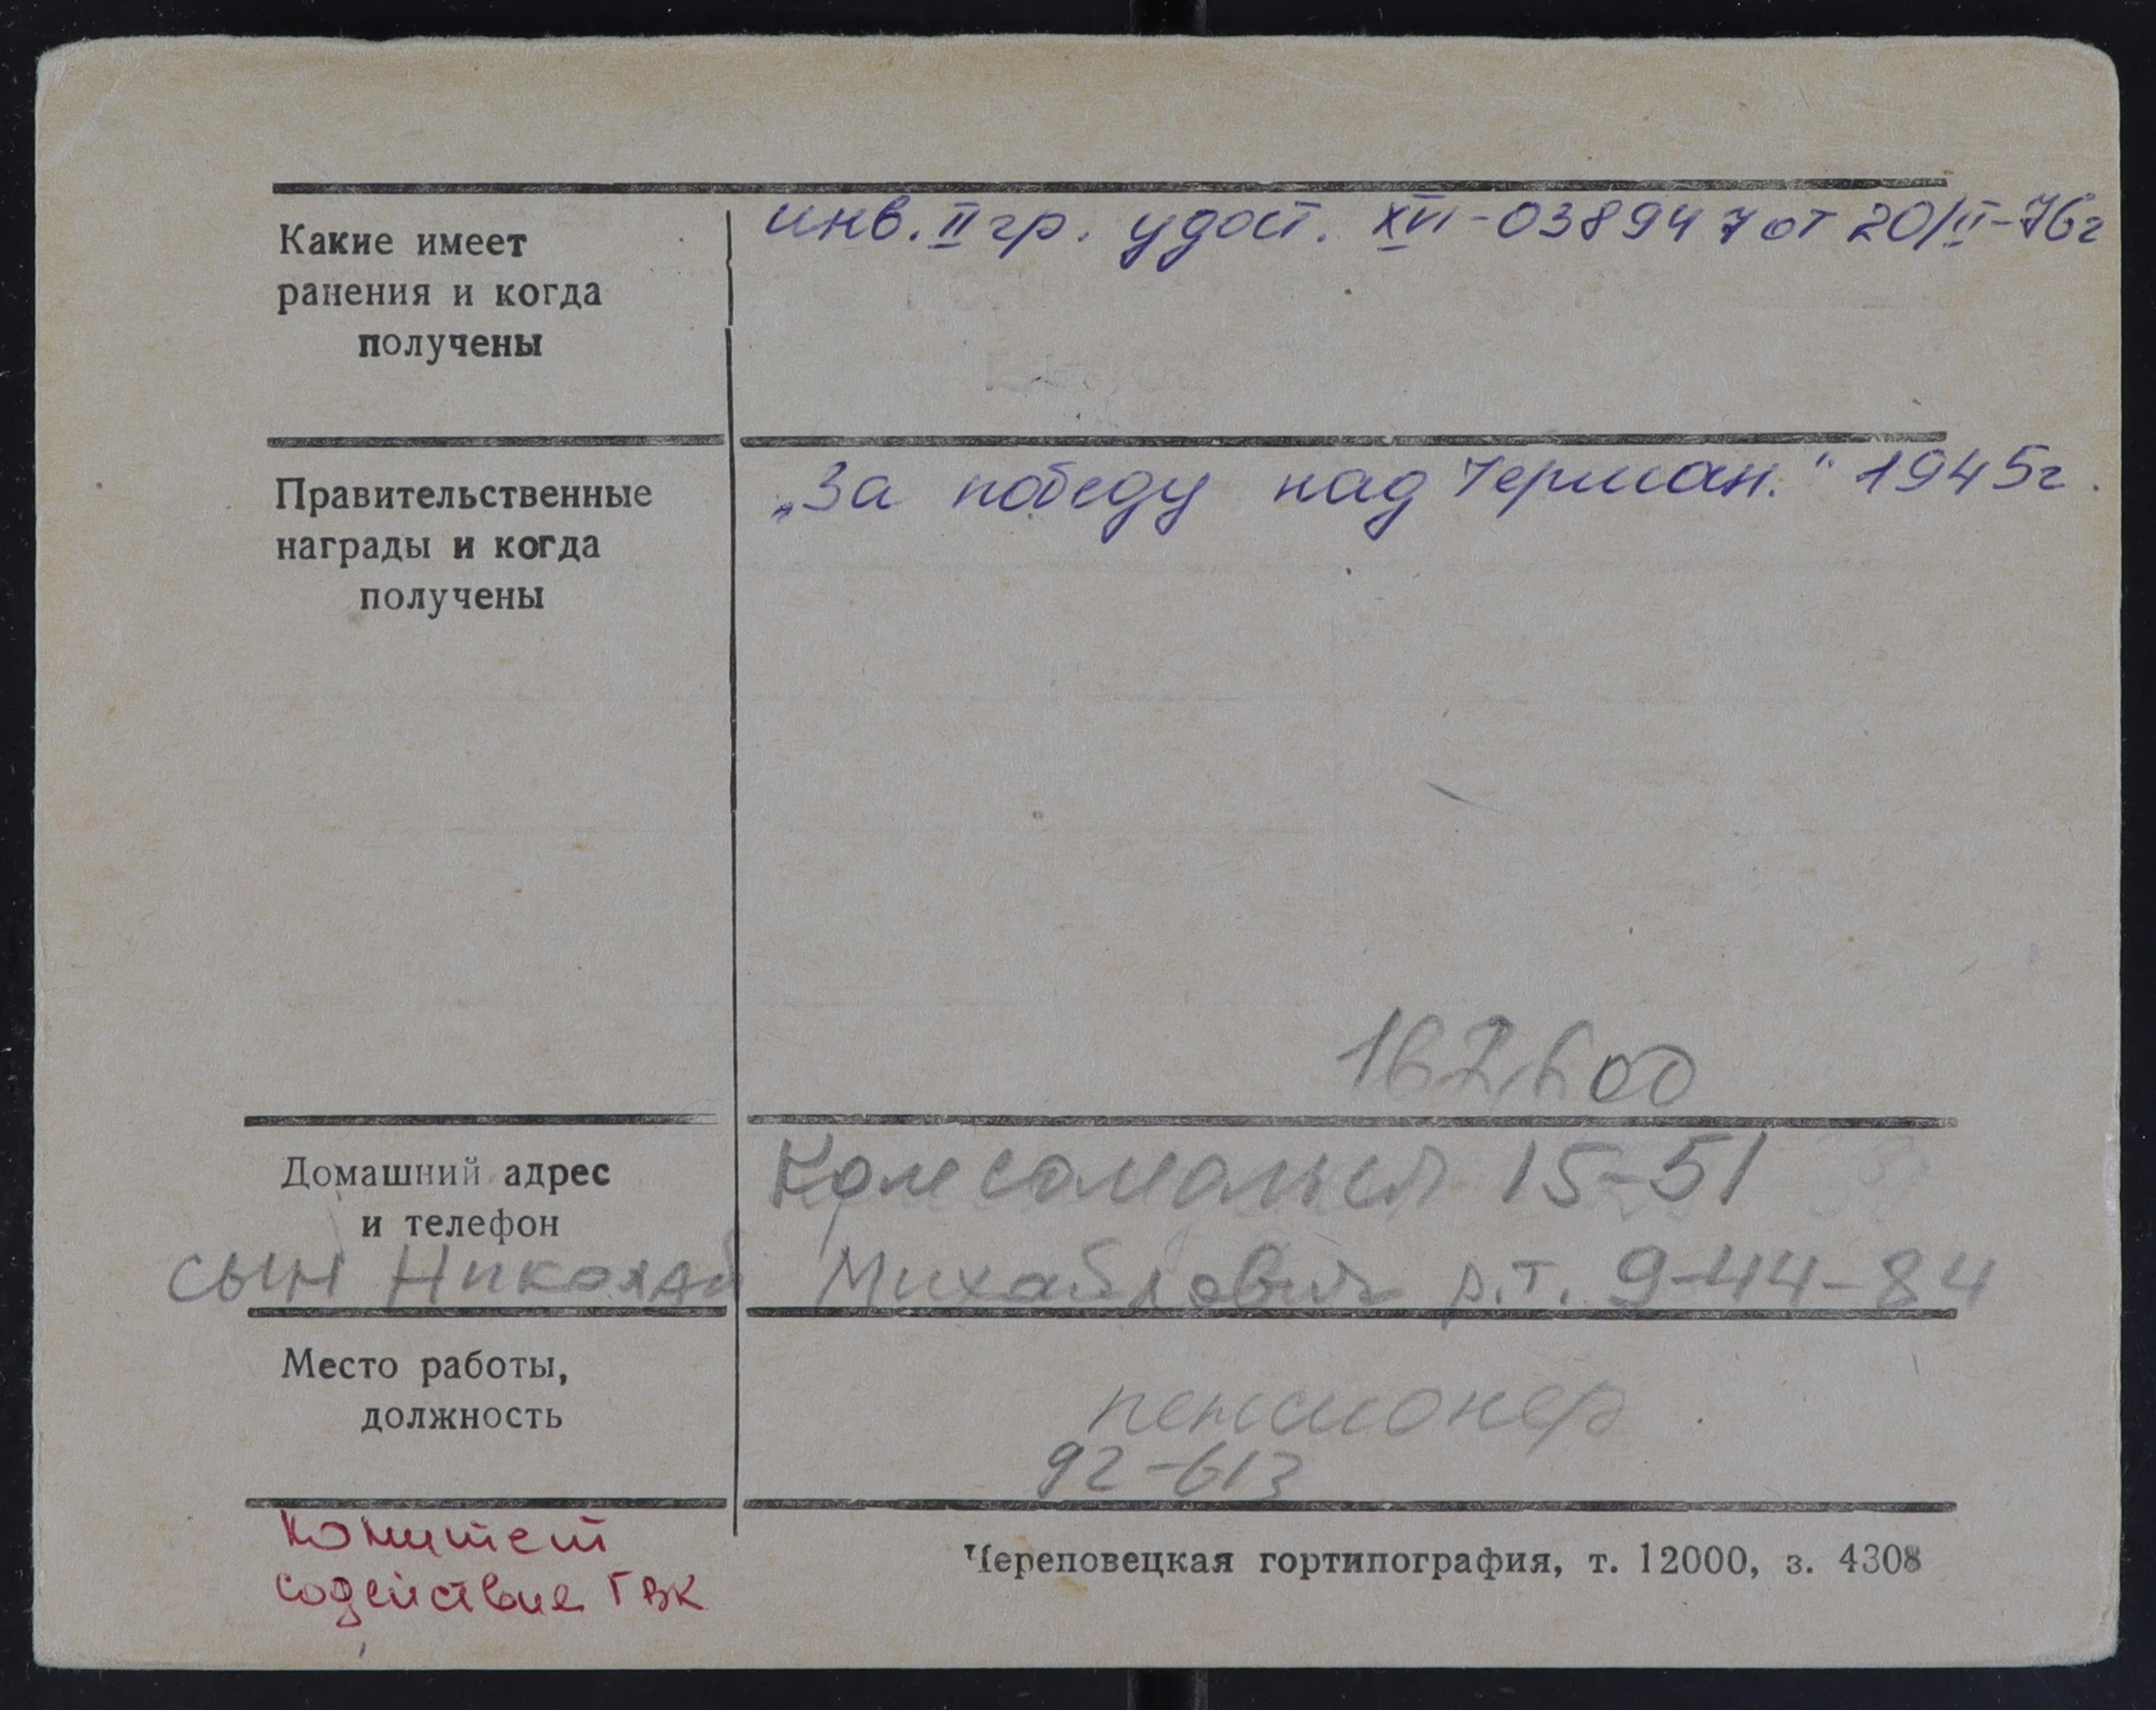 Какие имеет
ранения и когда
получены
инв. II гр. удост. XVI-038947 от 20/II-76г
Правительственные
награды и когда
получены
„За победу над Герман." 1945г.
162600
Домашний адрес
и телефон
Комсомольск 15-51
сын Николай Михайлович р.т. 9-44-84
Место работы,
должность
пенсионер
92-613
Комитет
содействие ГВК
Череповецкая гортипография, т. 12000, з. 4308